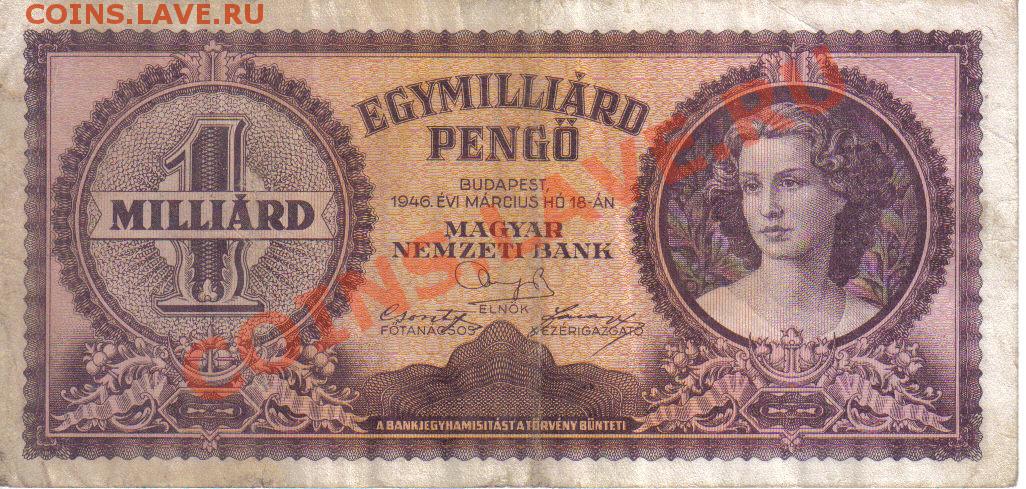 COINS.LAVE.RU
1
MILLIÁRD
EGYMILLIÁRD
PENGŐ
BUDAPEST,
1946. ÉVI MÁRCIUS HÓ 18-ÁN
MAGYAR
NEMZETI BANK
ELNÖK
FŐTANÁCSOS VEZÉRIGAZGATÓ
A BANKJEGYHAMISITÁST A TÖRVÉNY BÜNTETI
COINS.LAVE.RU